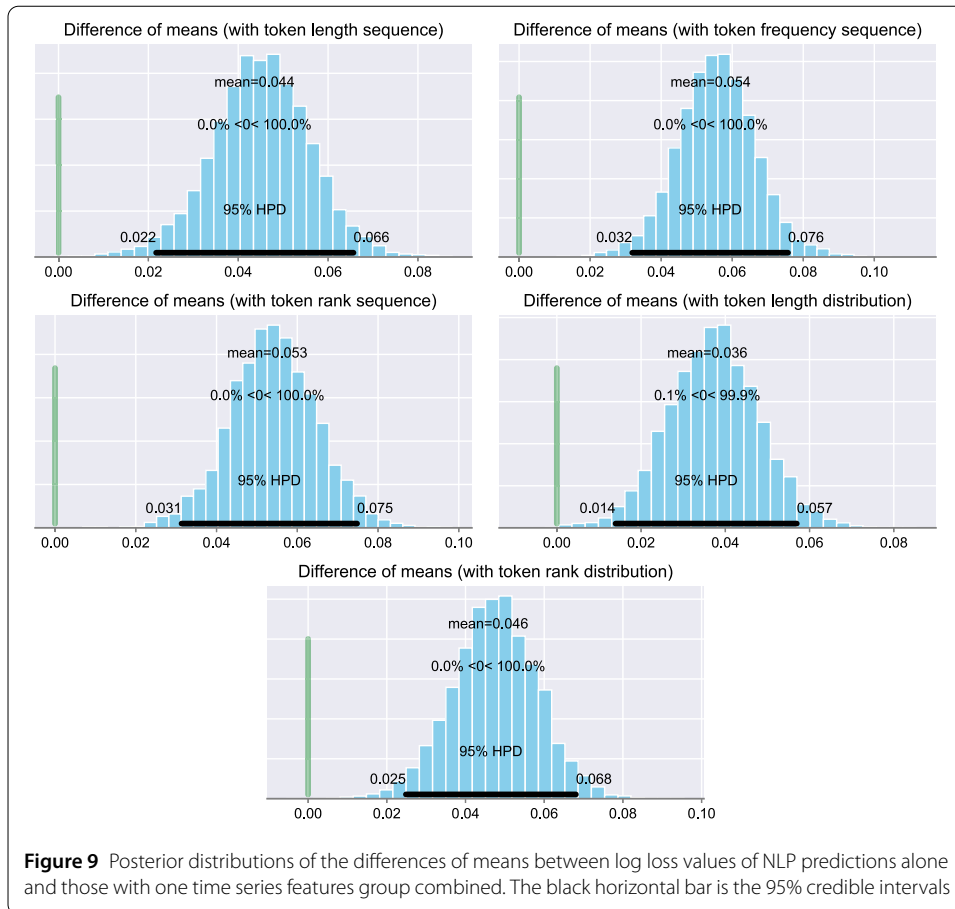 Difference of means (with token length sequence)
mean=0.044
0.0% <0< 100.0%
95% HPD
0.022
0.066
0.00 0.02 0.04 0.06 0.08
Difference of means (with token frequency sequence)
mean=0.054
0.0% <0< 100.0%
95% HPD
0.032
0.076
0.00 0.02 0.04 0.06 0.08 0.10
Difference of means (with token rank sequence)
mean=0.053
0.0% <0< 100.0%
95% HPD
0.031
0.075
0.00 0.02 0.04 0.06 0.08 0.10
Difference of means (with token length distribution)
mean=0.036
0.1% <0< 99.9%
95% HPD
0.014
0.057
0.00 0.02 0.04 0.06 0.08
Difference of means (with token rank distribution)
mean=0.046
0.0% <0< 100.0%
95% HPD
0.025
0.068
0.00 0.02 0.04 0.06 0.08 0.10
Figure 9 Posterior distributions of the differences of means between log loss values of NLP predictions alone
and those with one time series features group combined. The black horizontal bar is the 95% credible intervals